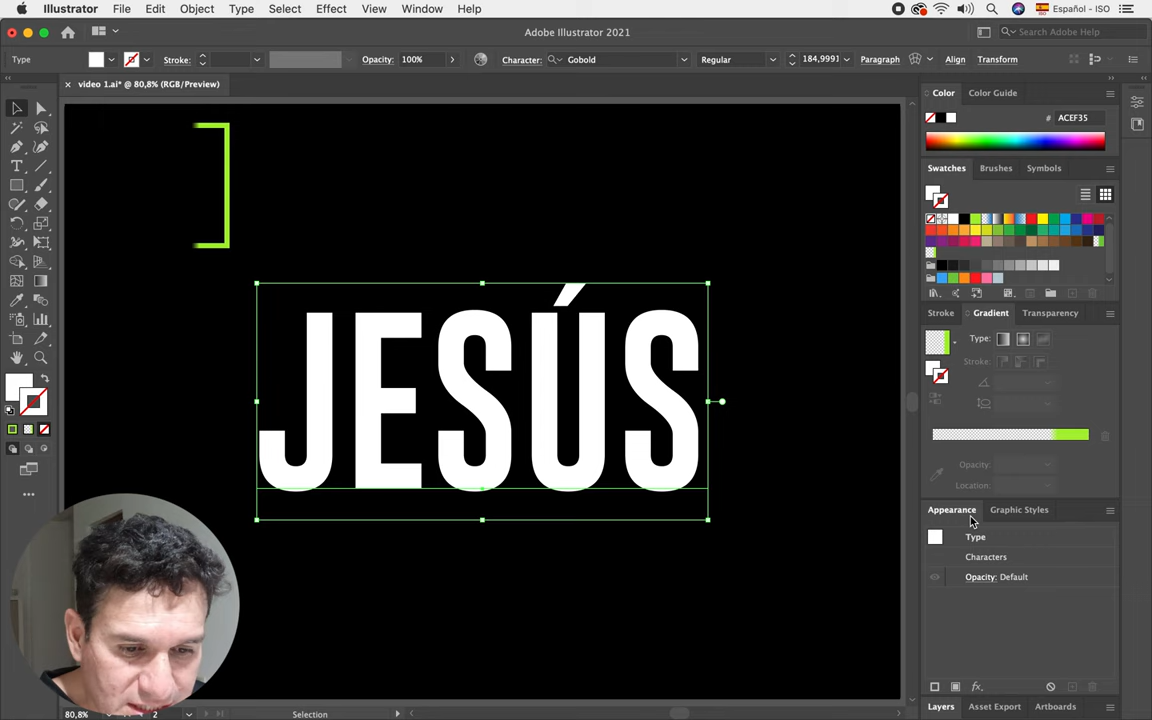 Illustrator File Edit Object Type Select Effect View Window Help Español - ISO
Adobe Illustrator 2021
Search Adobe Help
Type Stroke: Opacity: 100% Character: Gobold Regular 184,9991 Paragraph Align Transform
× video 1.ai* @ 80,8% (RGB/Preview)
Color Color Guide
# ACEF35
Swatches Brushes Symbols
Stroke Gradient Transparency
Type:
Stroke:
Opacity:
Location:
Appearance Graphic Styles
Type
Characters
Opacity: Default
fx
JESÚS
80,8% 2 Selection
Layers Asset Export Artboards